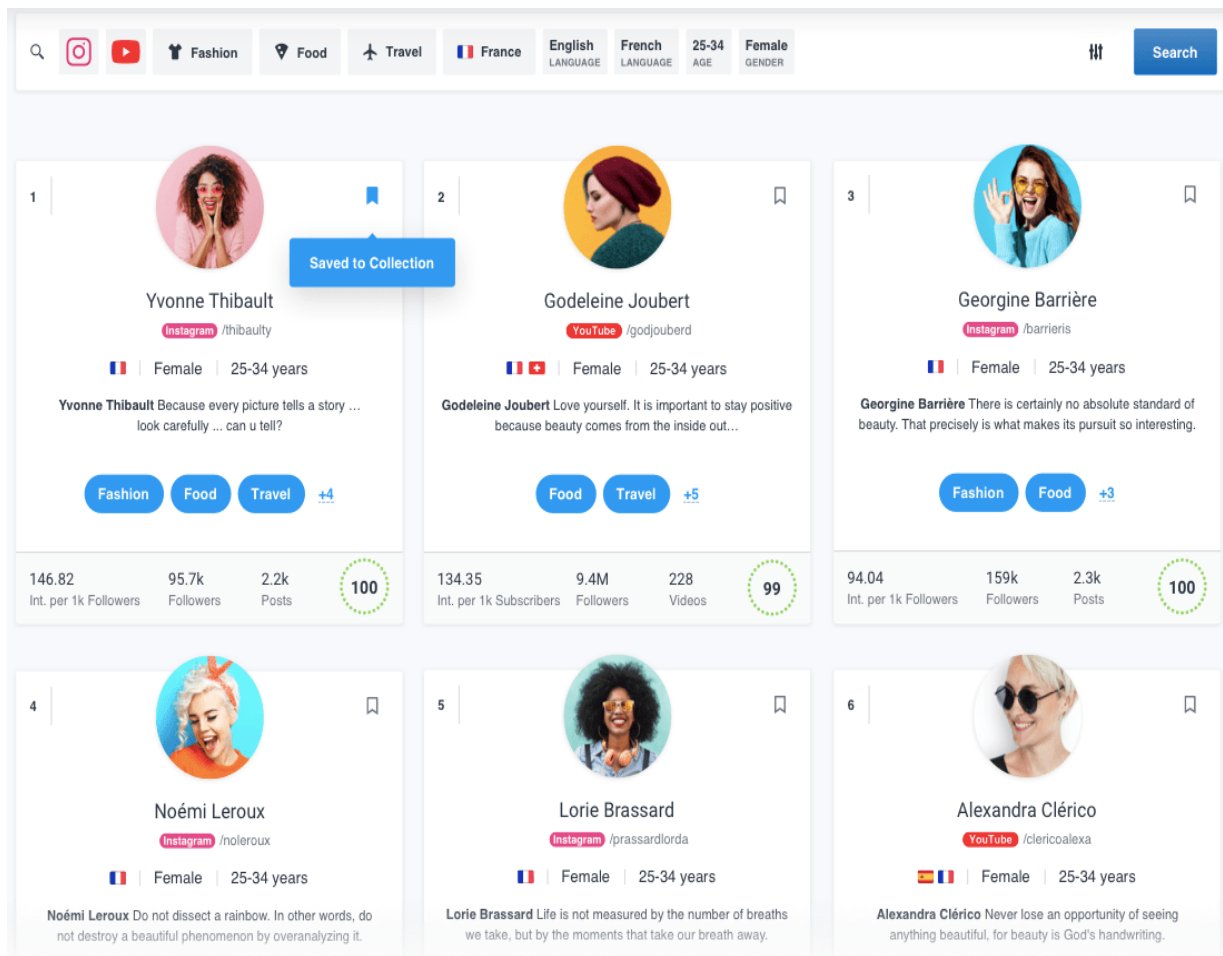 Fashion
Food
Travel
France
English
LANGUAGE
French
LANGUAGE
25-34
AGE
Female
GENDER
Search
1
Saved to Collection
Yvonne Thibault
Instagram /thibaulty
Female 25-34 years
Yvonne Thibault Because every picture tells a story ...
look carefully ... can u tell?
Fashion Food Travel +4
146.82 95.7k 2.2k 100
Int. per 1k Followers Followers Posts
2
Godeleine Joubert
YouTube /godjouberd
Female 25-34 years
Godeleine Joubert Love yourself. It is important to stay positive
because beauty comes from the inside out...
Food Travel +5
134.35 9.4M 228 99
Int. per 1k Subscribers Followers Videos
3
Georgine Barrière
Instagram /barrieris
Female 25-34 years
Georgine Barrière There is certainly no absolute standard of
beauty. That precisely is what makes its pursuit so interesting.
Fashion Food +3
94.04 159k 2.3k 100
Int. per 1k Followers Followers Posts
4
Noémi Leroux
Instagram /noleroux
Female 25-34 years
Noémi Leroux Do not dissect a rainbow. In other words, do
not destroy a beautiful phenomenon by overanalyzing it.
5
Lorie Brassard
Instagram /prassardlorda
Female 25-34 years
Lorie Brassard Life is not measured by the number of breaths
we take, but by the moments that take our breath away.
6
Alexandra Clérico
YouTube /clericoalexa
Female 25-34 years
Alexandra Clérico Never lose an opportunity of seeing
anything beautiful, for beauty is God's handwriting.